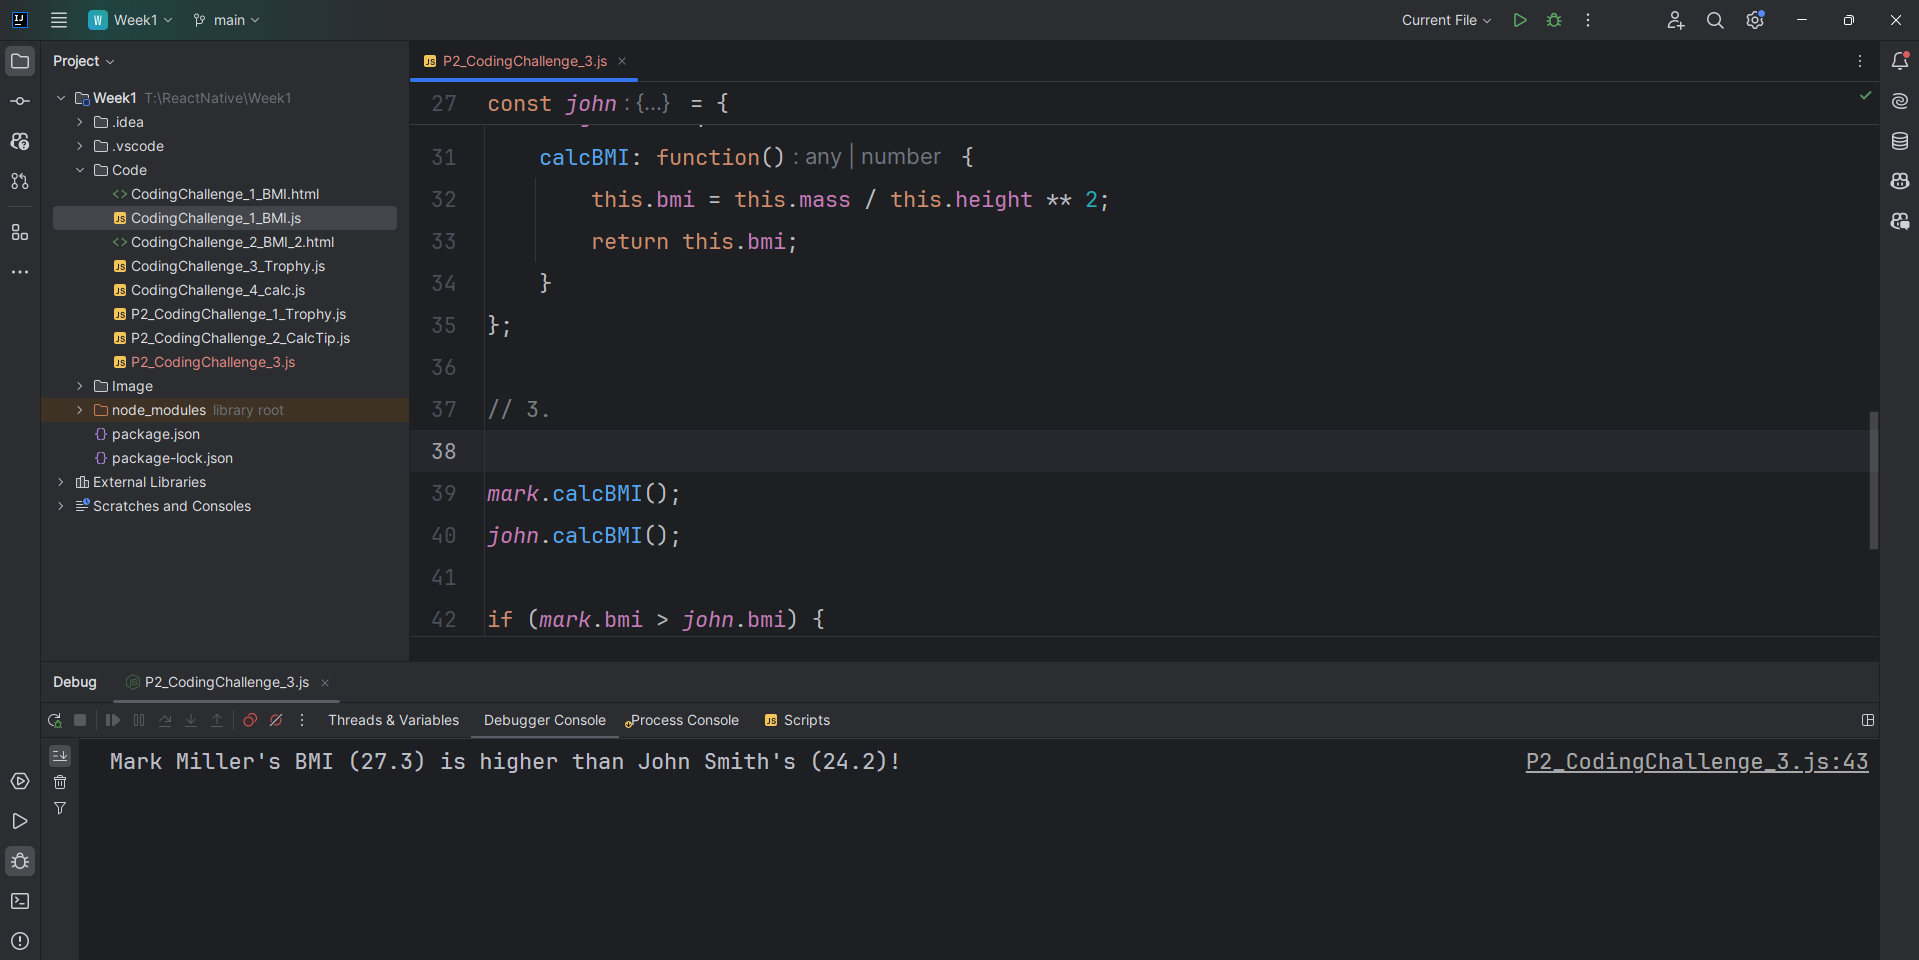 W Week1 main Current File
Project
P2_CodingChallenge_3.js
Week1 T:\ReactNative\Week1
.idea
.vscode
Code
CodingChallenge_1_BMI.html
CodingChallenge_1_BMI.js
CodingChallenge_2_BMI_2.html
CodingChallenge_3_Trophy.js
CodingChallenge_4_calc.js
P2_CodingChallenge_1_Trophy.js
P2_CodingChallenge_2_CalcTip.js
P2_CodingChallenge_3.js
Image
node_modules library root
package.json
package-lock.json
External Libraries
Scratches and Consoles
27 const john : {...} = {
31 calcBMI: function() : any | number {
32 this.bmi = this.mass / this.height ** 2;
33 return this.bmi;
34 }
35 };
36
37 // 3.
38
39 mark.calcBMI();
40 john.calcBMI();
41
42 if (mark.bmi > john.bmi) {
Debug P2_CodingChallenge_3.js
Threads & Variables Debugger Console Process Console JS Scripts
Mark Miller's BMI (27.3) is higher than John Smith's (24.2)! P2_CodingChallenge_3.js:43